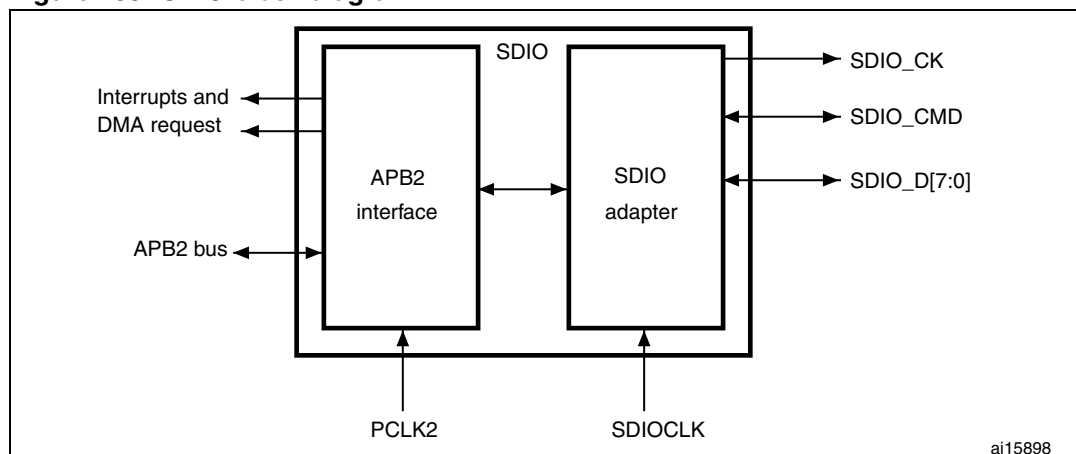 SDIO
SDIO_CK
Interrupts and
DMA request
SDIO_CMD
APB2
interface
SDIO
adapter
SDIO_D[7:0]
APB2 bus
PCLK2
SDIOCLK
ai15898